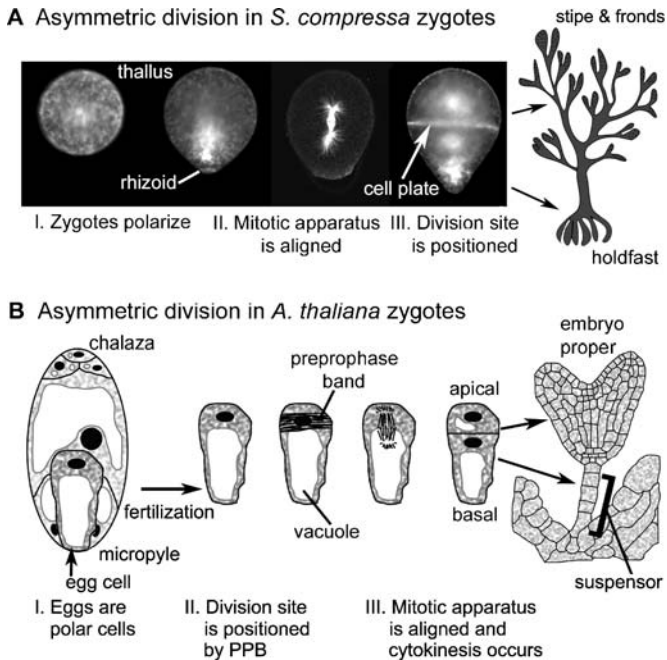 A Asymmetric division in S. compressa zygotes
stipe & fronds
thallus
rhizoid
cell plate
I. Zygotes polarize
II. Mitotic apparatus
is aligned
III. Division site
is positioned
holdfast
B Asymmetric division in A. thaliana zygotes
chalaza
embryo
proper
preprophase
band
apical
fertilization
vacuole
basal
micropyle
egg cell
suspensor
I. Eggs are
polar cells
II. Division site
is positioned
by PPB
III. Mitotic apparatus
is aligned and
cytokinesis occurs